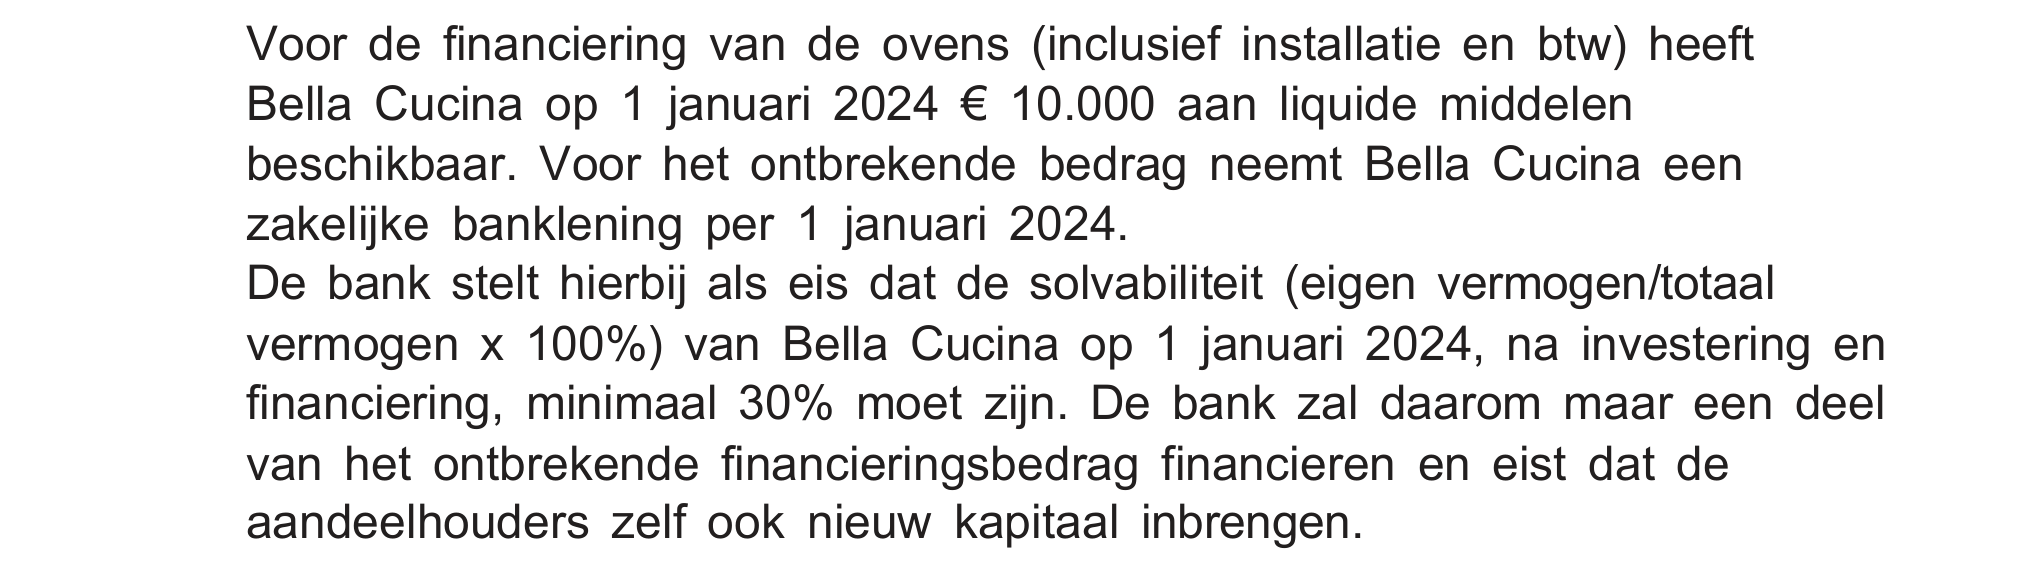 Voor de financiering van de ovens (inclusief installatie en btw) heeft
Bella Cucina op 1 januari 2024 € 10.000 aan liquide middelen
beschikbaar. Voor het ontbrekende bedrag neemt Bella Cucina een
zakelijke banklening per 1 januari 2024.
De bank stelt hierbij als eis dat de solvabiliteit (eigen vermogen/totaal
vermogen x 100%) van Bella Cucina op 1 januari 2024, na investering en
financiering, minimaal 30% moet zijn. De bank zal daarom maar een deel
van het ontbrekende financieringsbedrag financieren en eist dat de
aandeelhouders zelf ook nieuw kapitaal inbrengen.